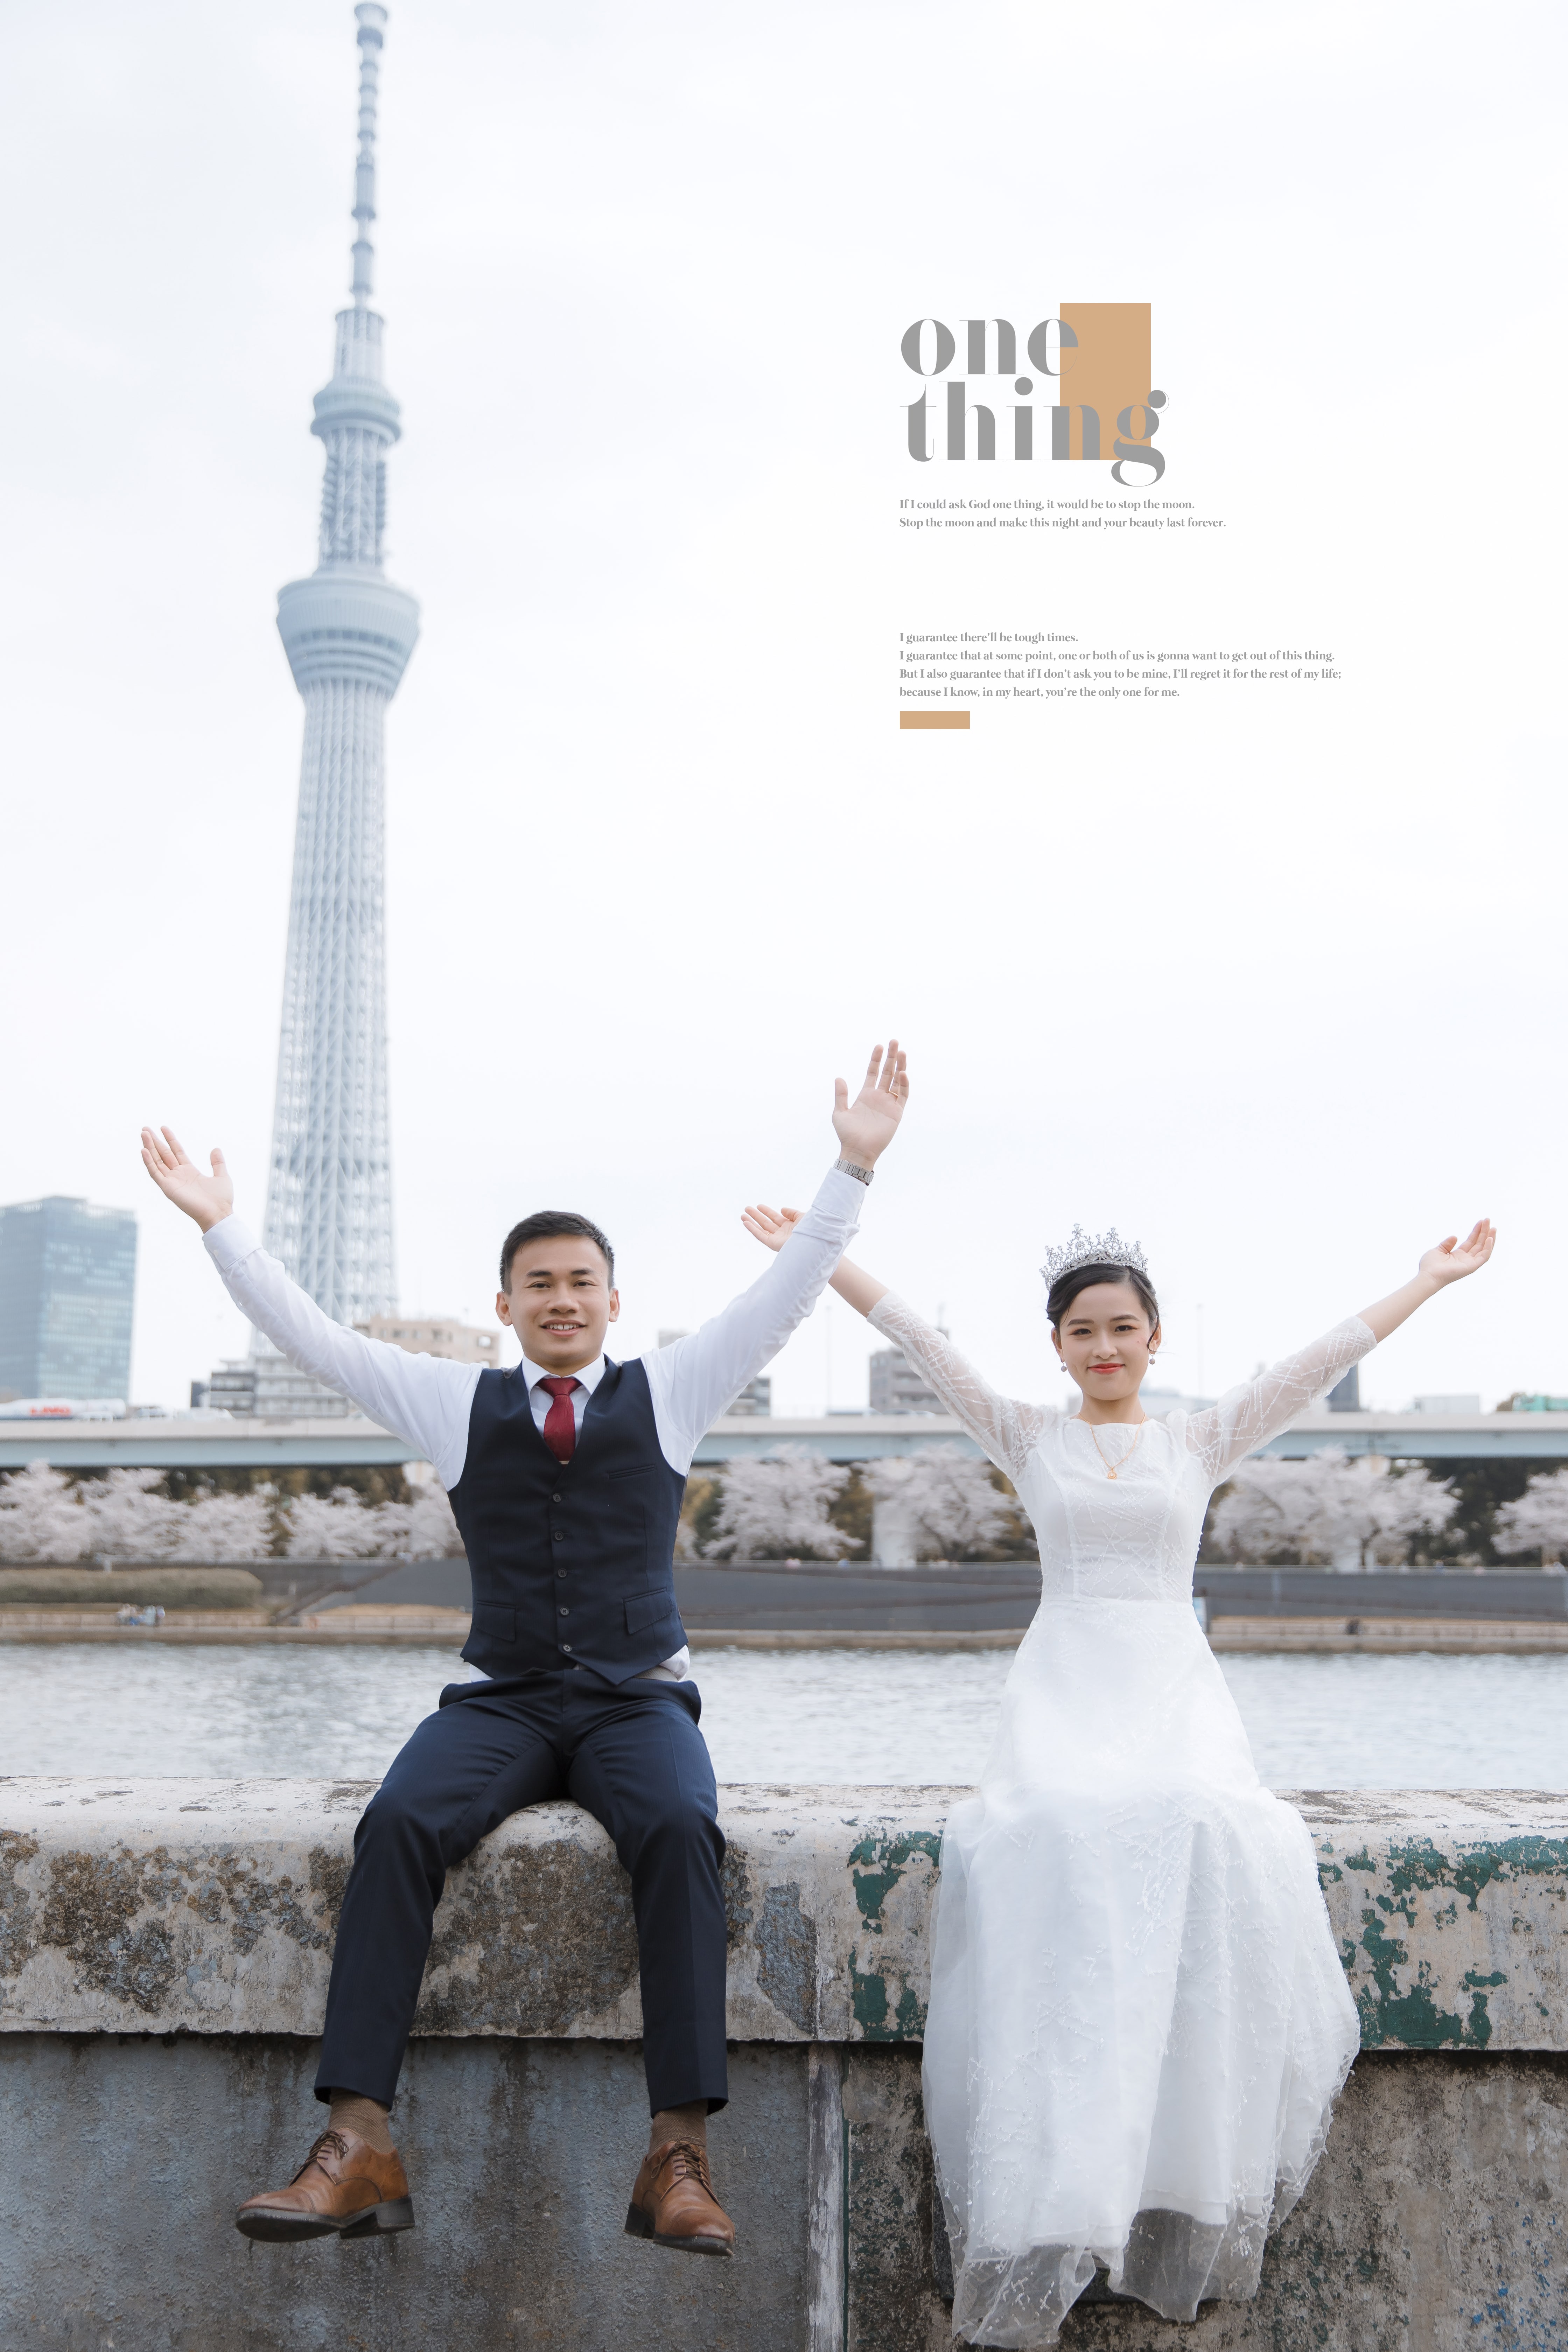 one
thing
If I could ask God one thing, it would be to stop the moon.
Stop the moon and make this night and your beauty last forever.
I guarantee there'll be tough times.
I guarantee that at some point, one or both of us is gonna want to get out of this thing.
But I also guarantee that if I don't ask you to be mine, I'll regret it for the rest of my life;
because I know, in my heart, you're the only one for me.